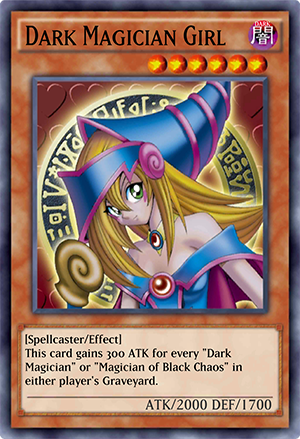 DARK MAGICIAN GIRL
DARK
闇
[Spellcaster/Effect]
This card gains 300 ATK for every "Dark
Magician" or "Magician of Black Chaos" in
either player's Graveyard.
ATK/2000 DEF/1700